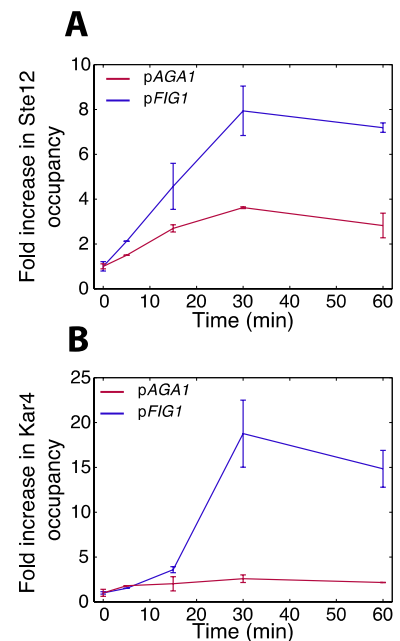 A
10
8
6
4
2
0
Fold increase in Ste12
occupancy
pAGA1
pFIG1
0 10 20 30 40 50 60
Time (min)
B
25
20
15
10
5
0
Fold increase in Kar4
occupancy
pAGA1
pFIG1
0 10 20 30 40 50 60
Time (min)